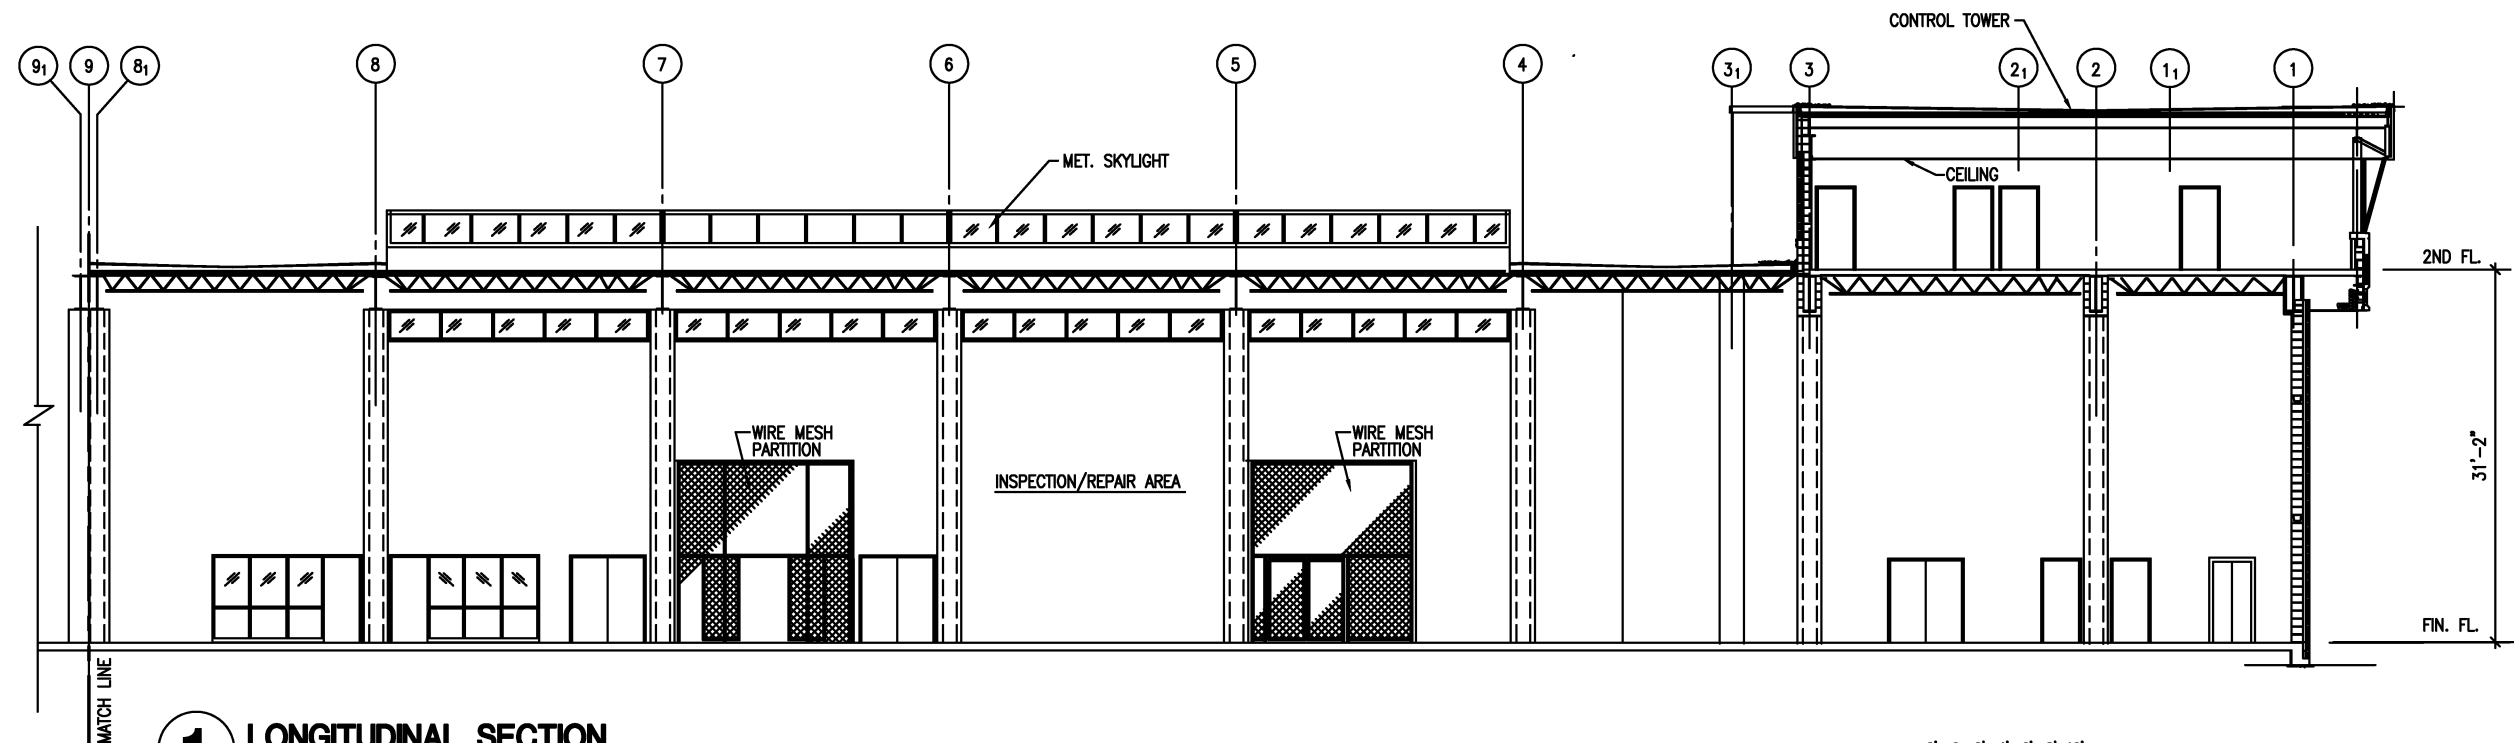 CONTROL TOWER
9₁ 9 8₁ 8 7 6 5 4 3₁ 3 2₁ 2 1₁ 1
MET. SKYLIGHT
CEILING
2ND FL.
WIRE MESH
PARTITION
WIRE MESH
PARTITION
INSPECTION/REPAIR AREA
31'-2"
FIN. FL.
MATCH LINE
1 LONGITUDINAL SECTION